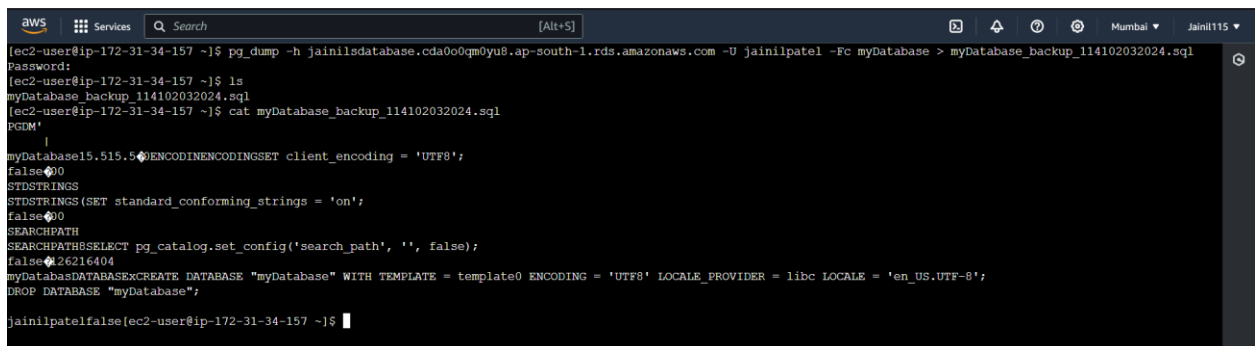 aws Services Search [Alt+S] Mumbai ▼ Jainil115 ▼
[ec2-user@ip-172-31-34-157 ~]$ pg_dump -h jainilsdatabase.cda0o0qm0yu8.ap-south-1.rds.amazonaws.com -U jainilpatel -Fc myDatabase > myDatabase_backup_114102032024.sql
Password:
[ec2-user@ip-172-31-34-157 ~]$ ls
myDatabase_backup_114102032024.sql
[ec2-user@ip-172-31-34-157 ~]$ cat myDatabase_backup_114102032024.sql
PGDM'
|
myDatabase15.515.5�0ENCODINENCODINGSET client_encoding = 'UTF8';
false�00
STDSTRINGS
STDSTRINGS(SET standard_conforming_strings = 'on';
false�00
SEARCHPATH
SEARCHPATH8SELECT pg_catalog.set_config('search_path', '', false);
false�126216404
myDatabasDATABASExCREATE DATABASE "myDatabase" WITH TEMPLATE = template0 ENCODING = 'UTF8' LOCALE_PROVIDER = libc LOCALE = 'en_US.UTF-8';
DROP DATABASE "myDatabase";
jainilpatelfalse[ec2-user@ip-172-31-34-157 ~]$